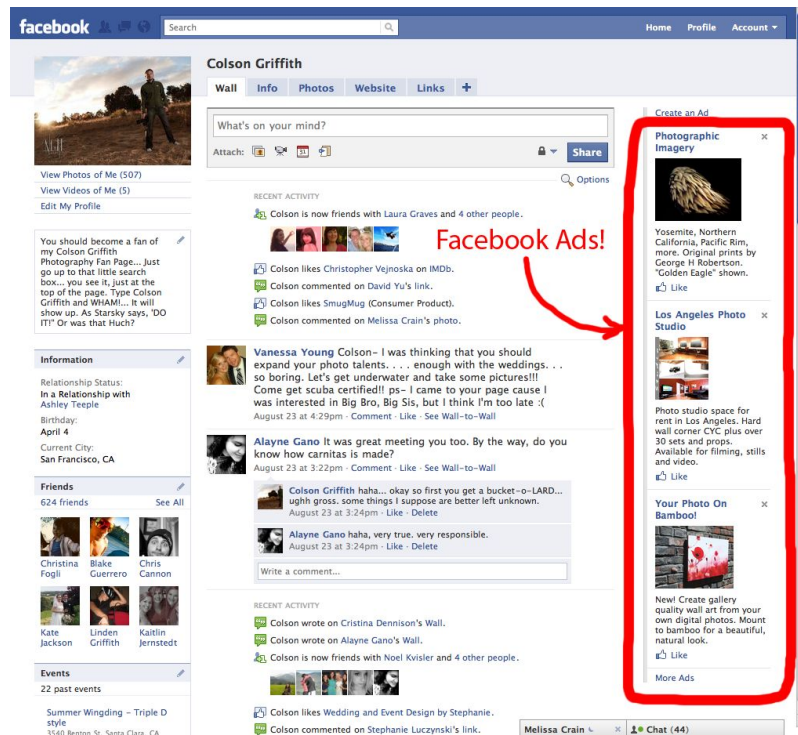 facebook
Search
Home Profile Account
Colson Griffith
Wall Info Photos Website Links +
What's on your mind?
Attach: 31
Share
Options
View Photos of Me (507)
View Videos of Me (5)
Edit My Profile
You should become a fan of
my Colson Griffith
Photography Fan Page... Just
go up to that little search
box... you see it, just at the
top of the page. Type Colson
Griffith and WHAM!... It will
show up. As Starsky says, 'DO
IT!" Or was that Huch?
Information
Relationship Status:
In a Relationship with
Ashley Teeple
Birthday:
April 4
Current City:
San Francisco, CA
Friends
624 friends See All
Christina
Fogli
Blake
Guerrero
Chris
Cannon
Kate
Jackson
Linden
Griffith
Kaitlin
Jernstedt
Events
22 past events
Summer Wingding – Triple D
style
3540 Benton St, Santa Clara, CA
RECENT ACTIVITY
Colson is now friends with Laura Graves and 4 other people.
Colson likes Christopher Vejnoska on IMDb.
Colson commented on David Yu's link.
Colson likes SmugMug (Consumer Product).
Colson commented on Melissa Crain's photo.
Vanessa Young Colson– I was thinking that you should
expand your photo talents. . . . enough with the weddings. . .
so boring. Let's get underwater and take some pictures!!!
Come get scuba certified!! ps– I came to your page cause I
was interested in Big Bro, Big Sis, but I think I'm too late :(
August 23 at 4:29pm · Comment · Like · See Wall-to-Wall
Alayne Gano It was great meeting you too. By the way, do you
know how carnitas is made?
August 23 at 3:22pm · Comment · Like · See Wall-to-Wall
Colson Griffith haha... okay so first you get a bucket-o-LARD...
ughh gross. some things I suppose are better left unknown.
August 23 at 3:24pm · Like · Delete
Alayne Gano haha, very true. very responsible.
August 23 at 3:24pm · Like · Delete
Write a comment...
RECENT ACTIVITY
Colson wrote on Cristina Dennison's Wall.
Colson wrote on Alayne Gano's Wall.
Colson is now friends with Noel Kvisler and 4 other people.
Colson likes Wedding and Event Design by Stephanie.
Colson commented on Stephanie Luczynski's link.
Facebook Ads!
Create an Ad
Photographic
Imagery
Yosemite, Northern
California, Pacific Rim,
more. Original prints by
George H Robertson.
"Golden Eagle" shown.
Like
Los Angeles Photo
Studio
Photo studio space for
rent in Los Angeles. Hard
wall corner CYC plus over
30 sets and props.
Available for filming, stills
and video.
Like
Your Photo On
Bamboo!
New! Create gallery
quality wall art from your
own digital photos. Mount
to bamboo for a beautiful,
natural look.
Like
More Ads
Melissa Crain
Chat (44)